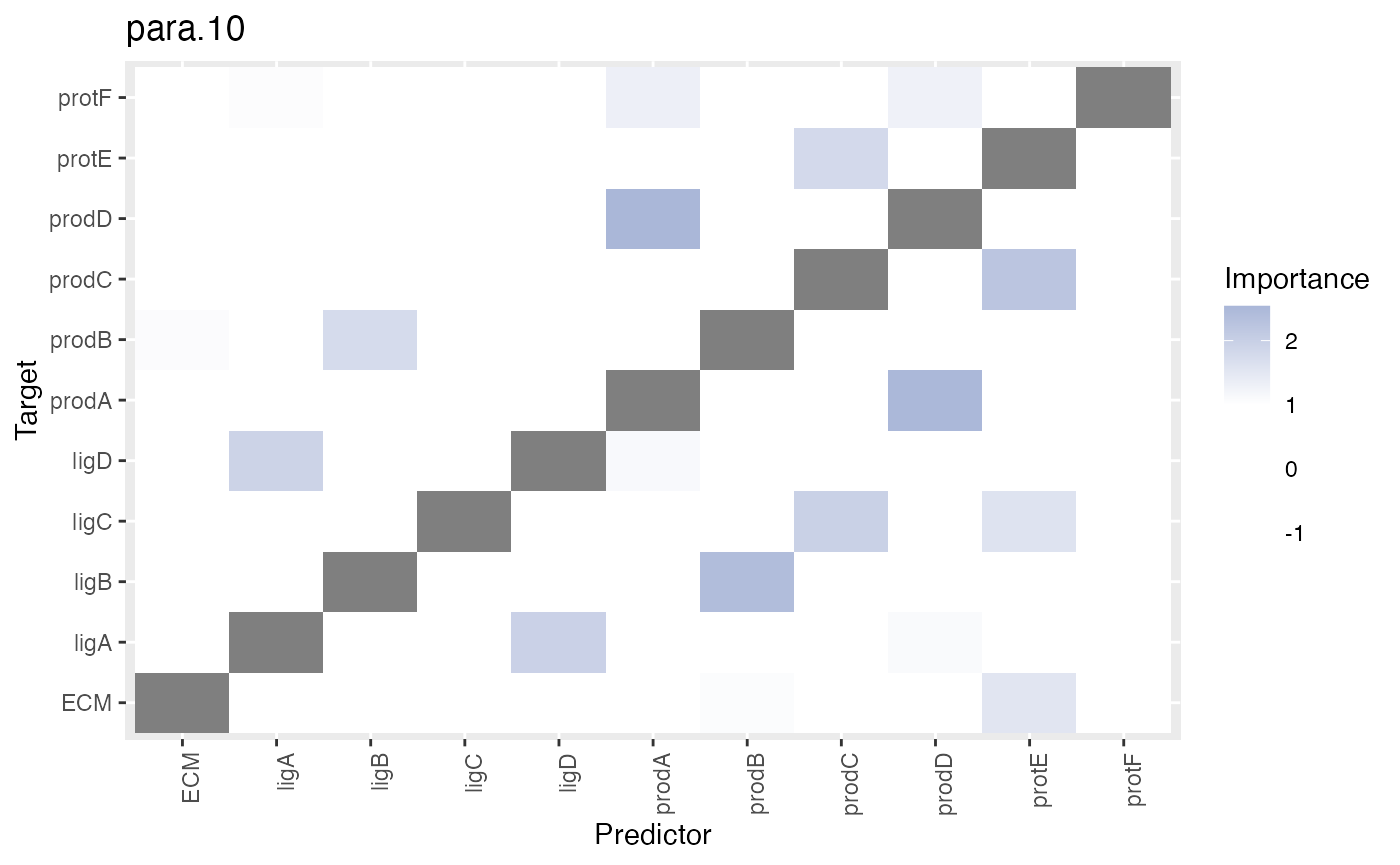 para.10
protF
protE
prodD
prodC
prodB
prodA
ligD
ligC
ligB
ligA
ECM
Target
ECM
ligA
ligB
ligC
ligD
prodA
prodB
prodC
prodD
protE
protF
Predictor
Importance
2
1
0
-1